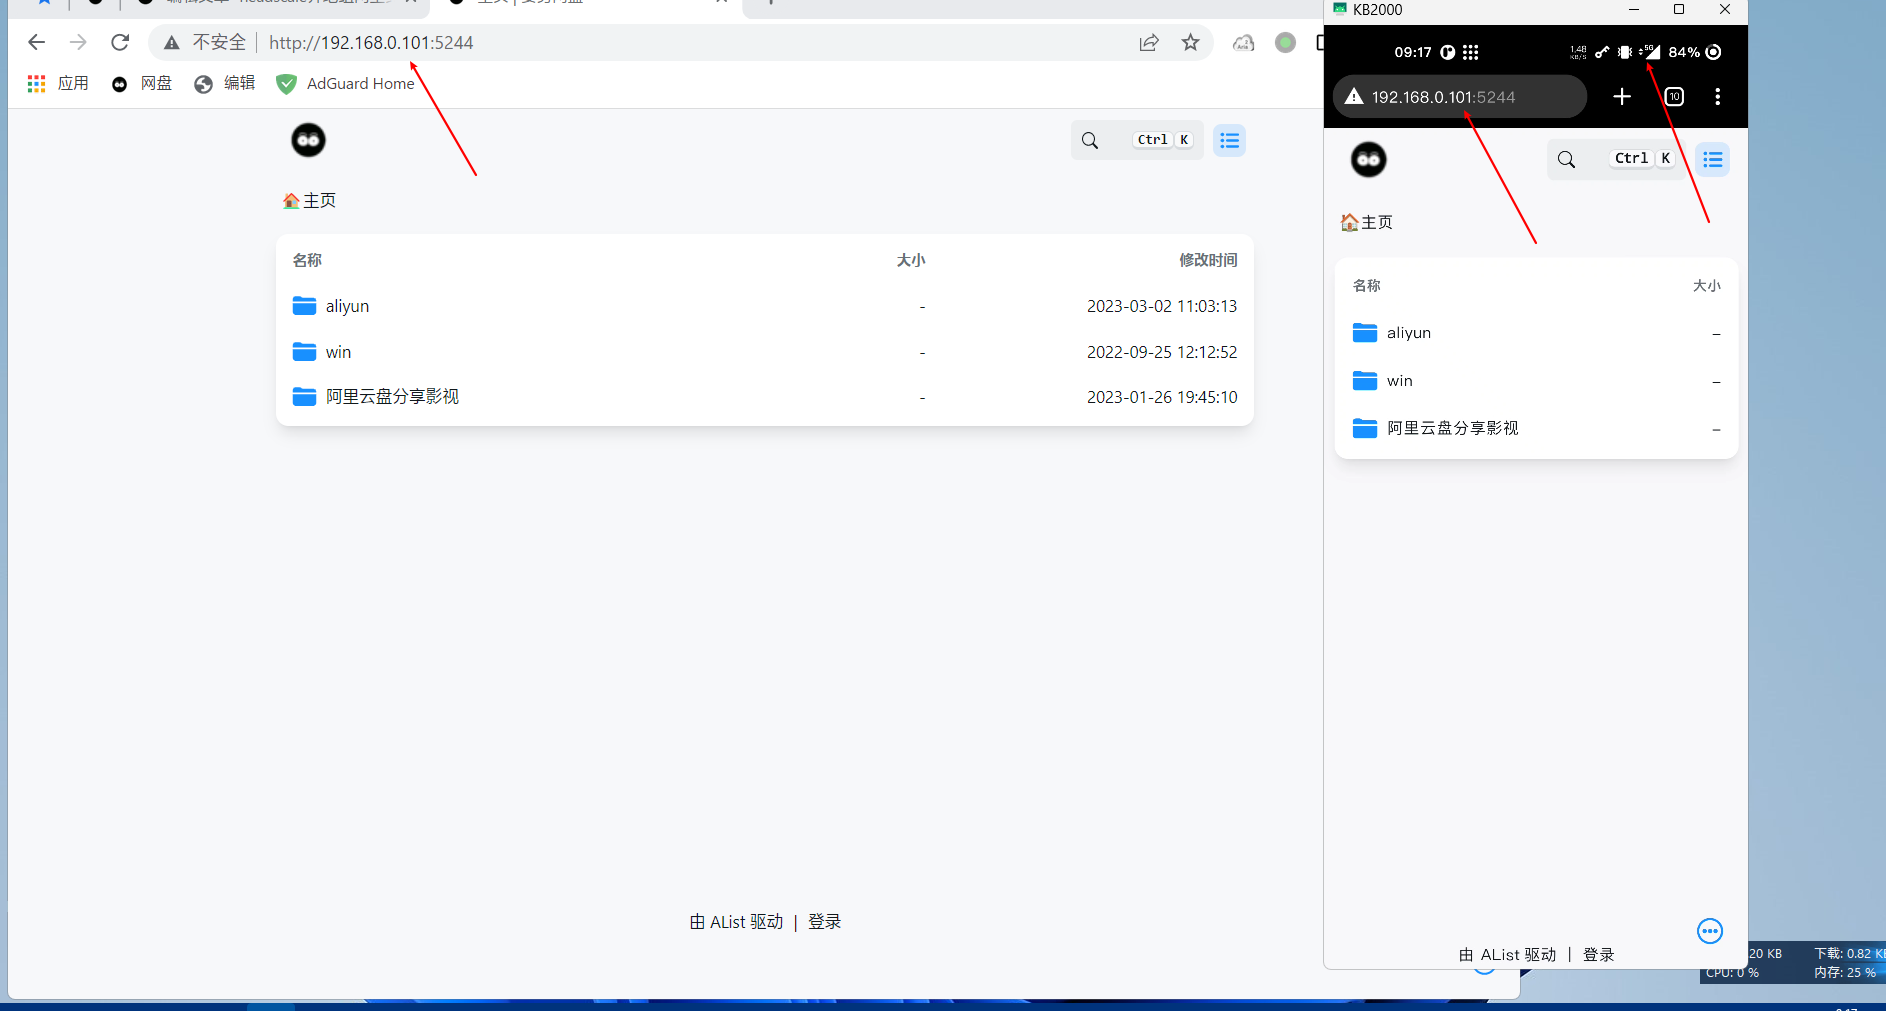 不安全 | http://192.168.0.101:5244
应用
网盘
编辑
AdGuard Home
Ctrl K
主页
名称 大小 修改时间
aliyun - 2023-03-02 11:03:13
win - 2022-09-25 12:12:52
阿里云盘分享影视 - 2023-01-26 19:45:10
由 AList 驱动 | 登录
KB2000
09:17 1.48 KB/S 5G 84%
192.168.0.101:5244 10
Ctrl K
主页
名称 大小
aliyun –
win –
阿里云盘分享影视 –
由 AList 驱动 | 登录
20 KB 下载: 0.82
CPU: 0 % 内存: 25 %